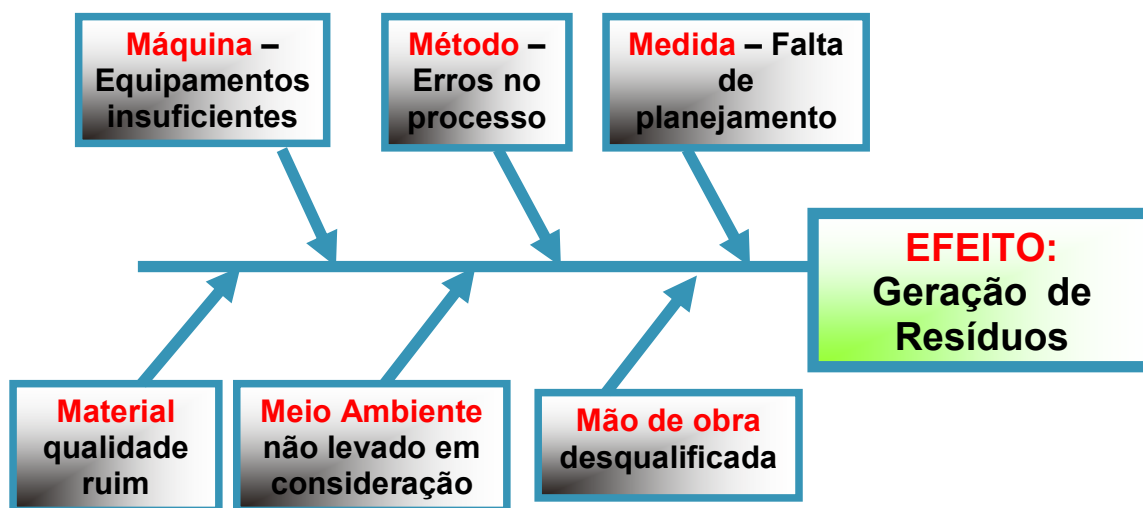 Máquina –
Equipamentos
insuficientes
Método –
Erros no
processo
Medida – Falta
de
planejamento
EFEITO:
Geração de
Resíduos
Material
qualidade
ruim
Meio Ambiente
não levado em
consideração
Mão de obra
desqualificada